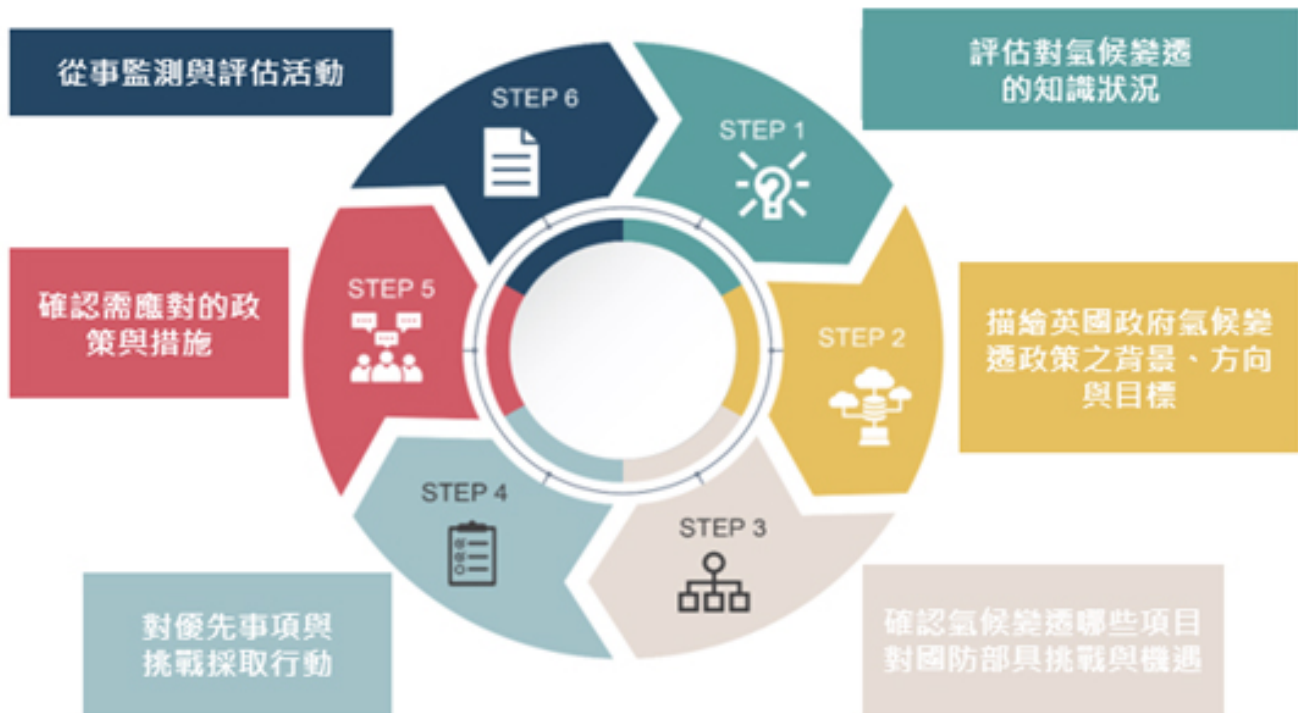 STEP 1
評估對氣候變遷
的知識狀況
STEP 2
描繪英國政府氣候變
遷政策之背景、方向
與目標
STEP 3
確認氣候變遷哪些項目
對國防部具挑戰與機遇
STEP 4
對優先事項與
挑戰採取行動
STEP 5
確認需應對的政
策與措施
STEP 6
從事監測與評估活動